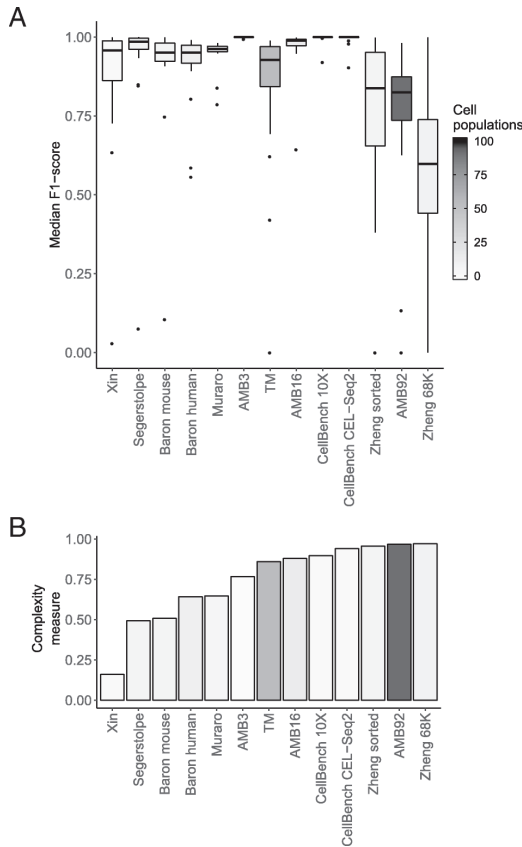 A
Median F1−score
1.00
0.75
0.50
0.25
0.00
Xin
Segerstolpe
Baron mouse
Baron human
Muraro
AMB3
TM
AMB16
CellBench 10X
CellBench CEL−Seq2
Zheng sorted
AMB92
Zheng 68K
Cell
populations
100
75
50
25
0
B
Complexity
measure
1.00
0.75
0.50
0.25
0.00
Xin
Segerstolpe
Baron mouse
Baron human
Muraro
AMB3
TM
AMB16
CellBench 10X
CellBench CEL−Seq2
Zheng sorted
AMB92
Zheng 68K